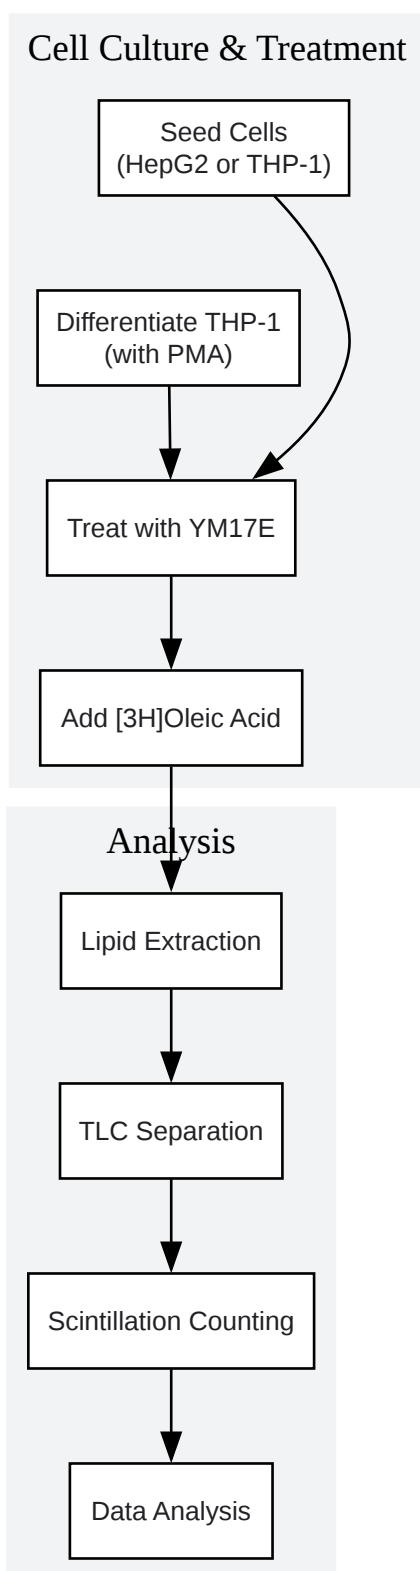 Cell Culture & Treatment
Seed Cells
(HepG2 or THP-1)
Differentiate THP-1
(with PMA)
Treat with YM17E
Add [3H]Oleic Acid
Analysis
Lipid Extraction
TLC Separation
Scintillation Counting
Data Analysis